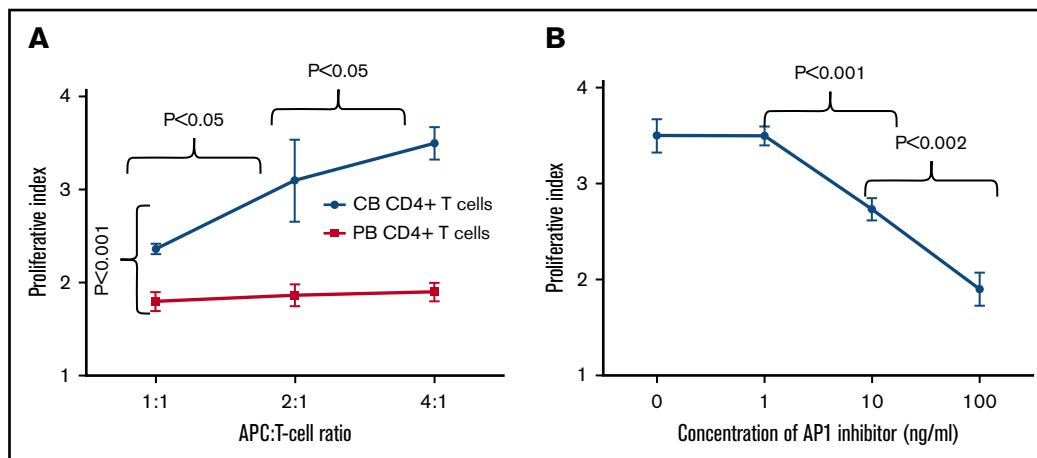 A
P<0.05
P<0.05
P<0.001
Proliferative index
4
3
2
1
CB CD4+ T cells
PB CD4+ T cells
1:1 2:1 4:1
APC:T-cell ratio
B
P<0.001
P<0.002
Proliferative index
4
3
2
1
0 1 10 100
Concentration of AP1 inhibitor (ng/ml)